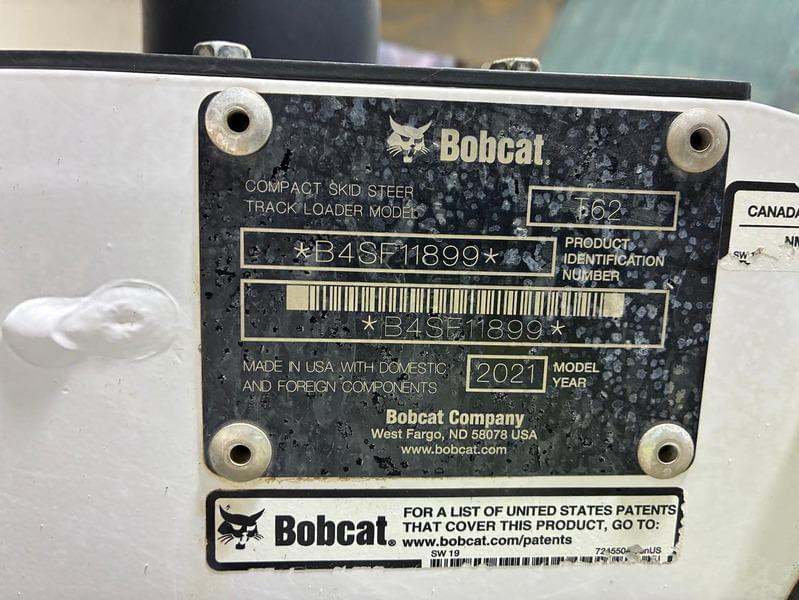 Bobcat®
COMPACT SKID STEER
TRACK LOADER MODEL
T62
*B4SF11899*
PRODUCT
IDENTIFICATION
NUMBER
*B4SF11899*
MADE IN USA WITH DOMESTIC
AND FOREIGN COMPONENTS
2021
MODEL
YEAR
Bobcat Company
West Fargo, ND 58078 USA
www.bobcat.com
CANADA
Bobcat®
FOR A LIST OF UNITED STATES PATENTS
THAT COVER THIS PRODUCT, GO TO:
www.bobcat.com/patents
SW 19